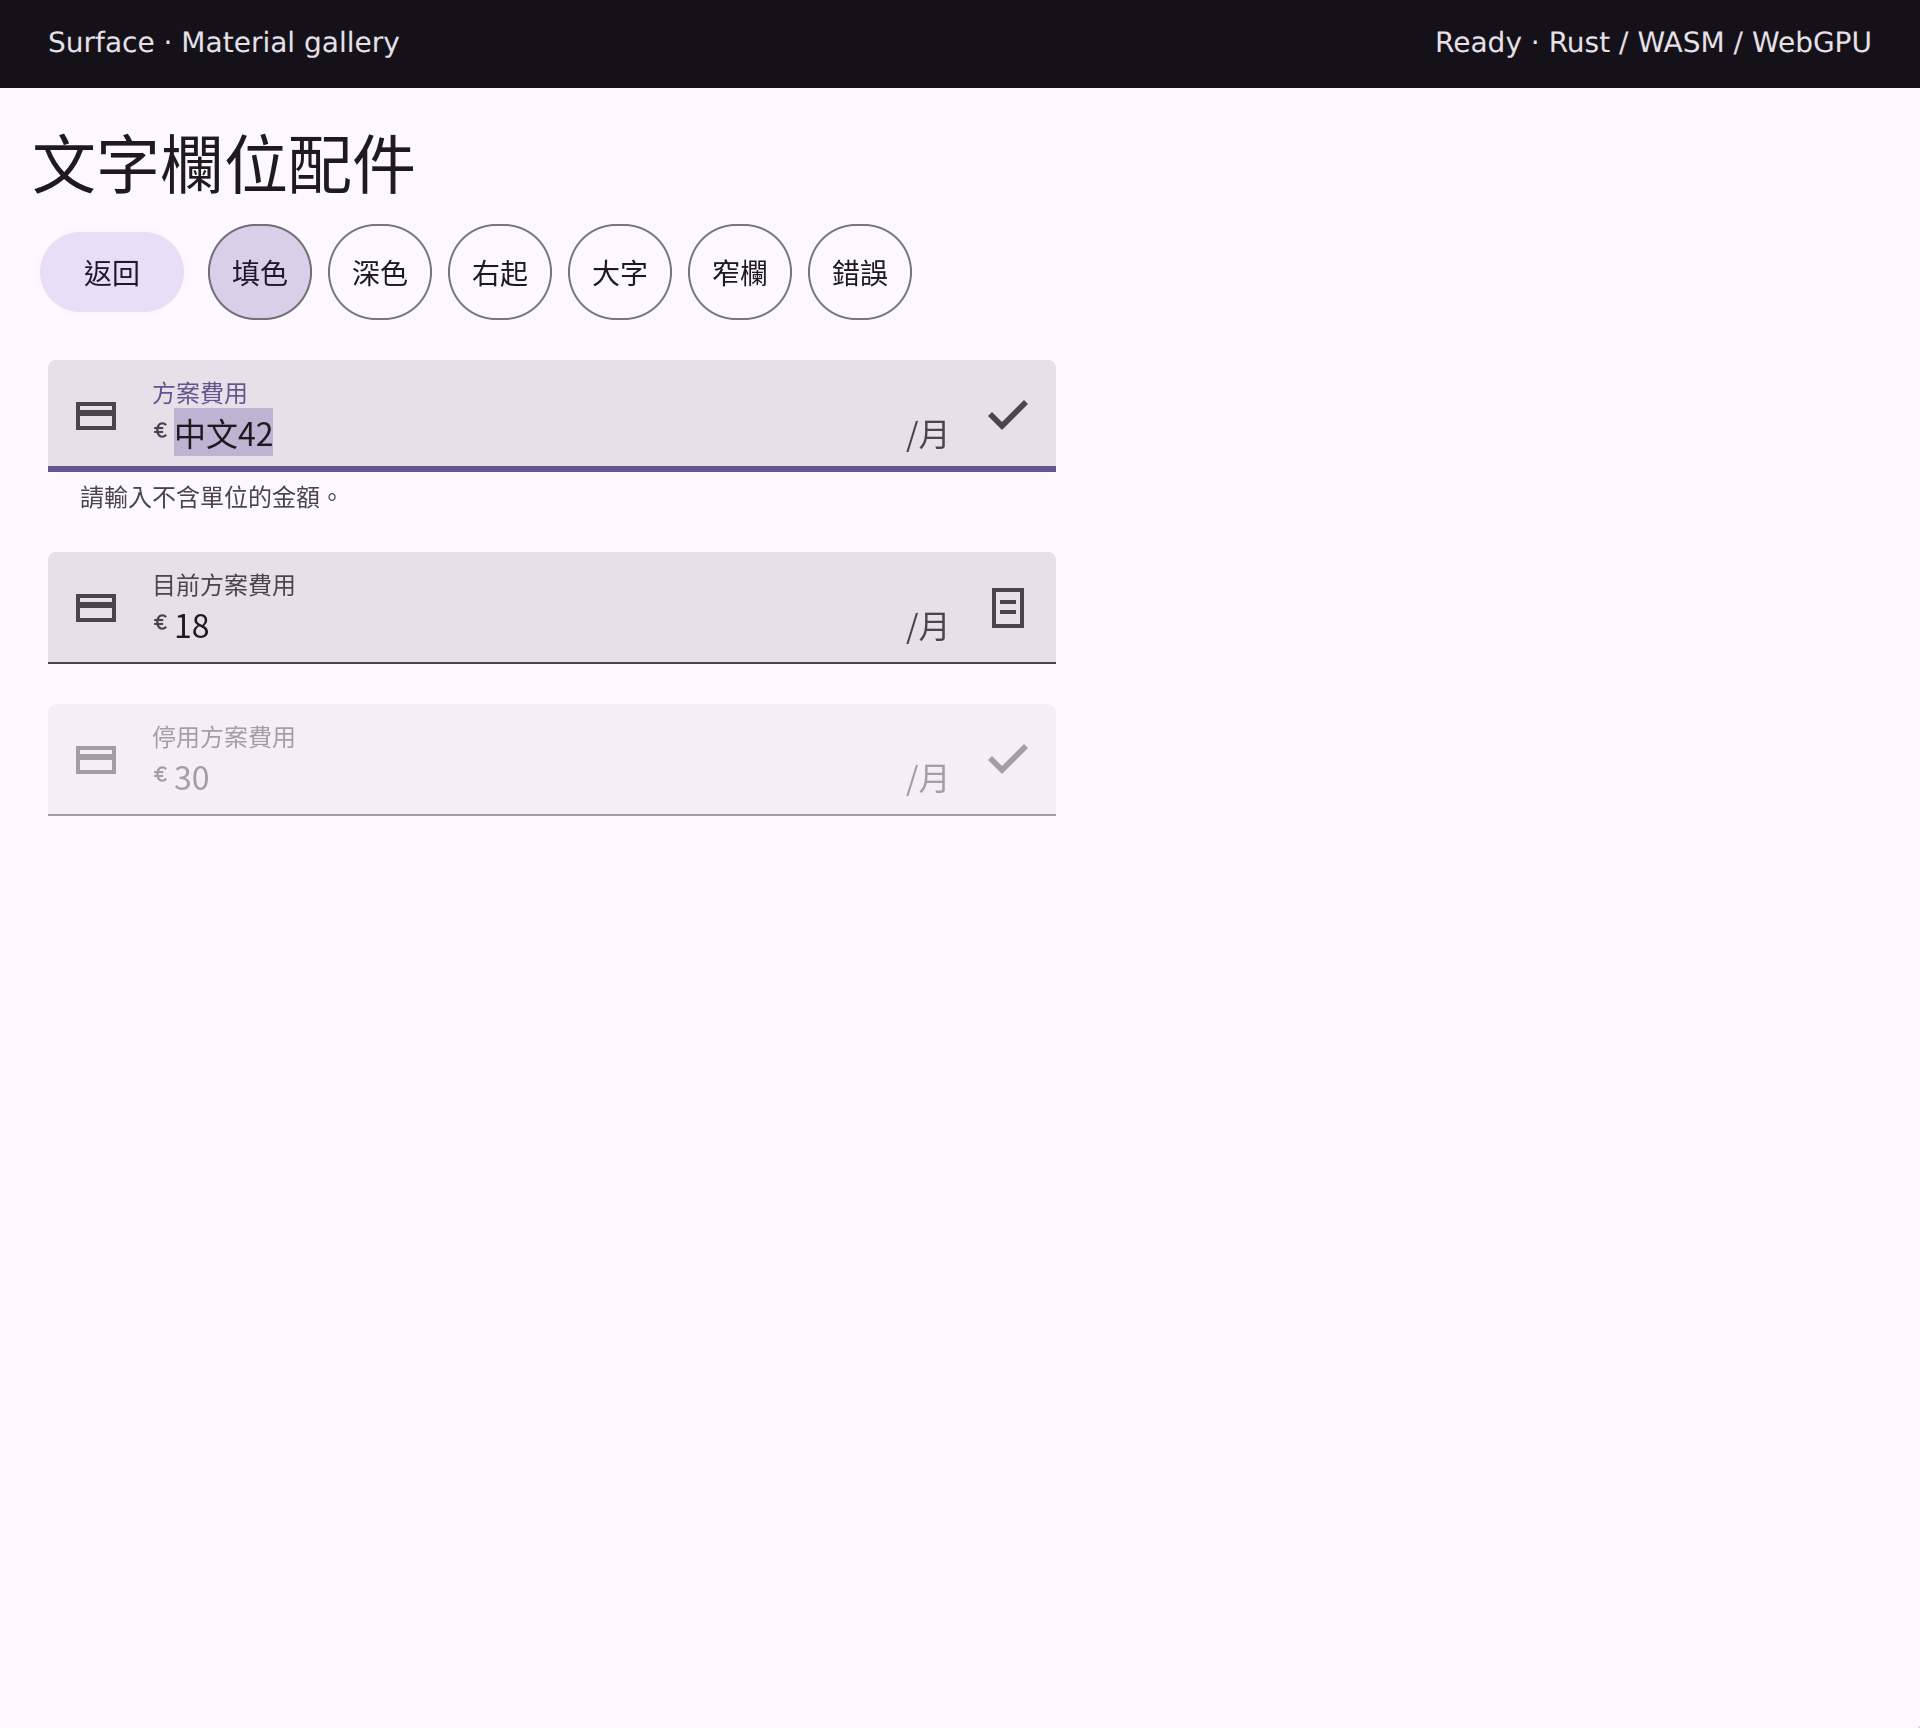 Surface · Material gallery
Ready · Rust / WASM / WebGPU
文字欄位配件
返回 填色 深色 右起 大字 窄欄 錯誤
方案費用
€ 中文42 /月
請輸入不含單位的金額。
目前方案費用
€ 18 /月
停用方案費用
€ 30 /月